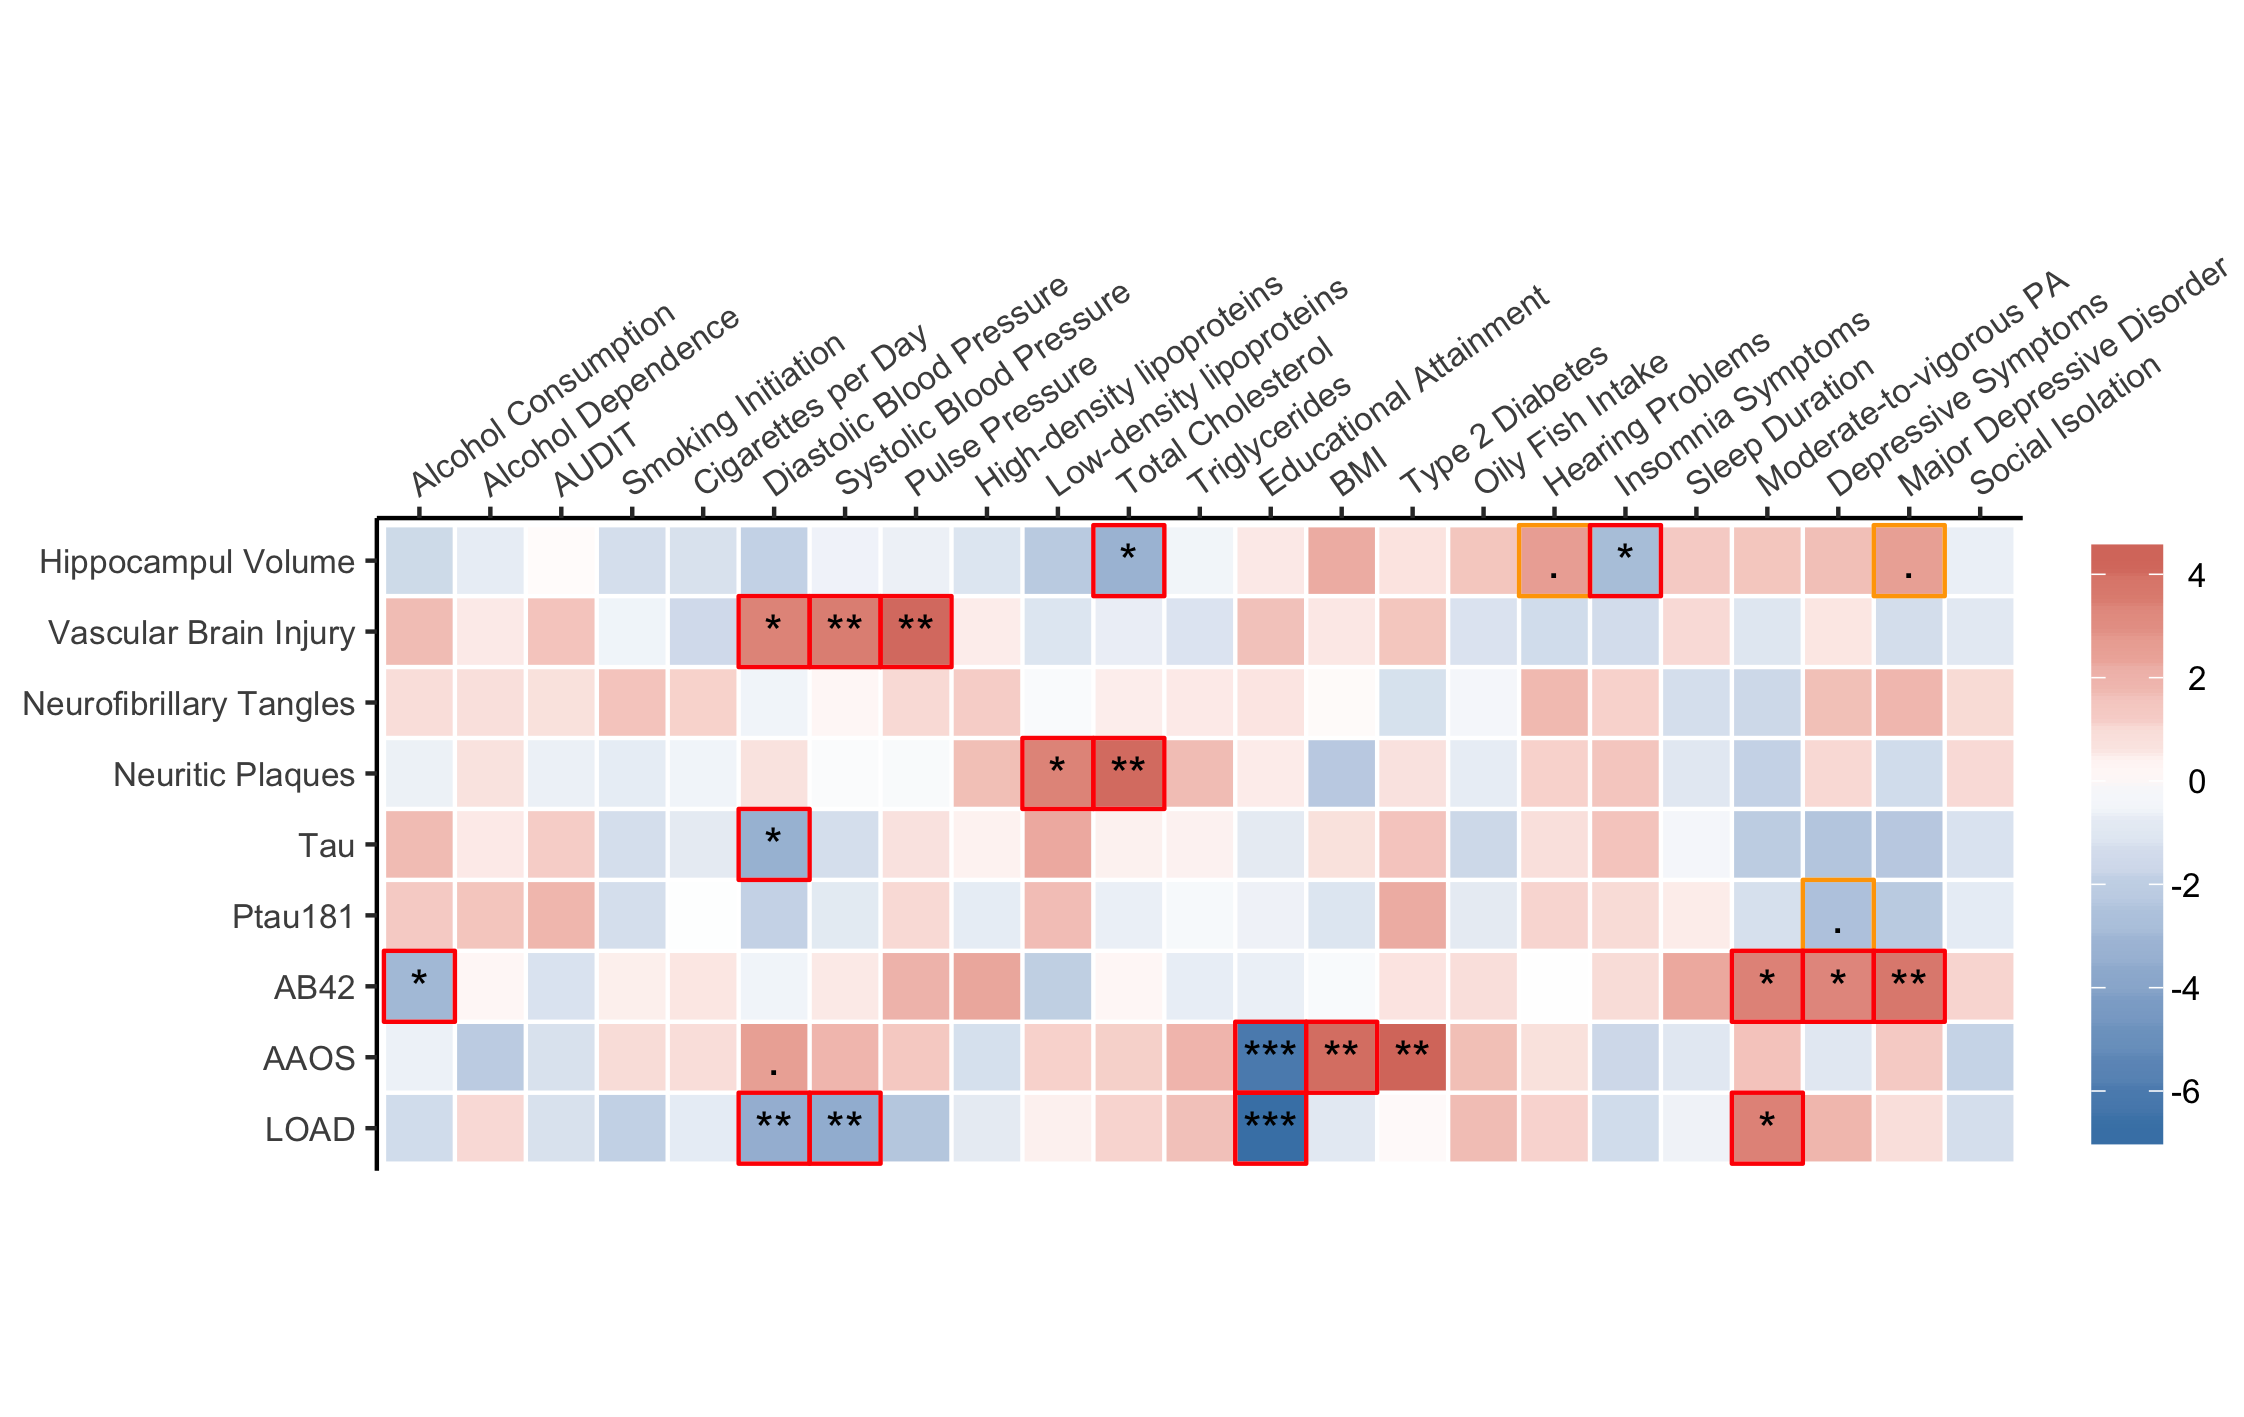 Alcohol Consumption
Alcohol Dependence
AUDIT
Smoking Initiation
Cigarettes per Day
Diastolic Blood Pressure
Systolic Blood Pressure
Pulse Pressure
High-density lipoproteins
Low-density lipoproteins
Total Cholesterol
Triglycerides
Educational Attainment
BMI
Type 2 Diabetes
Oily Fish Intake
Hearing Problems
Insomnia Symptoms
Sleep Duration
Moderate-to-vigorous PA
Depressive Symptoms
Major Depressive Disorder
Social Isolation
Hippocampul Volume * . * .
Vascular Brain Injury * ** **
Neurofibrillary Tangles
Neuritic Plaques * **
Tau *
Ptau181 .
AB42 * * * **
AAOS . *** ** **
LOAD ** ** *** *
4
2
0
-2
-4
-6